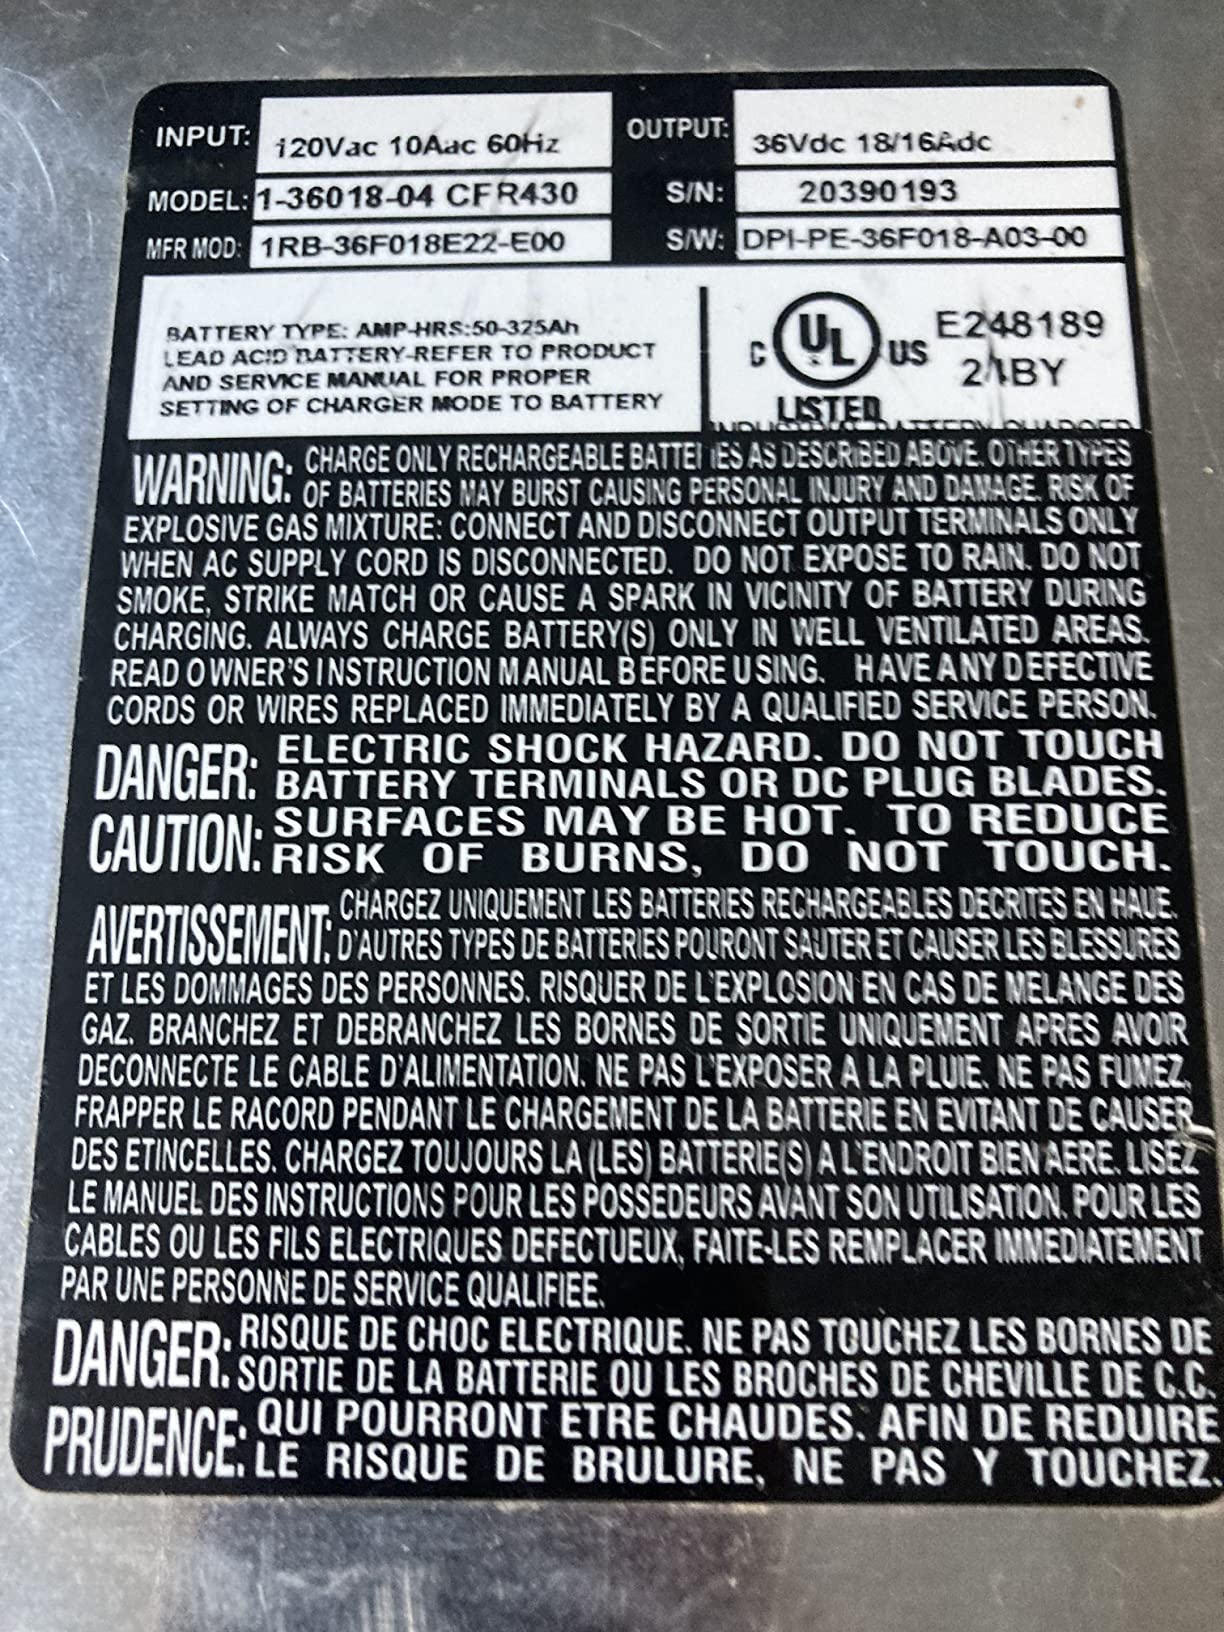 INPUT: 120Vac 10Aac 60Hz OUTPUT: 36Vdc 18/16Adc
MODEL: 1-36018-04 CFR430 S/N: 20390193
MFR MOD: 1RB-36F018E22-E00 S/W: DPI-PE-36F018-A03-00
BATTERY TYPE: AMP-HRS:50-325Ah
LEAD ACID BATTERY-REFER TO PRODUCT
AND SERVICE MANUAL FOR PROPER
SETTING OF CHARGER MODE TO BATTERY
C UL US
LISTED
E248189
24BY
INDUSTRIAL BATTERY CHARGER
WARNING: CHARGE ONLY RECHARGEABLE BATTERIES AS DESCRIBED ABOVE. OTHER TYPES
OF BATTERIES MAY BURST CAUSING PERSONAL INJURY AND DAMAGE. RISK OF
EXPLOSIVE GAS MIXTURE: CONNECT AND DISCONNECT OUTPUT TERMINALS ONLY
WHEN AC SUPPLY CORD IS DISCONNECTED. DO NOT EXPOSE TO RAIN. DO NOT
SMOKE, STRIKE MATCH OR CAUSE A SPARK IN VICINITY OF BATTERY DURING
CHARGING. ALWAYS CHARGE BATTERY(S) ONLY IN WELL VENTILATED AREAS.
READ OWNER'S INSTRUCTION MANUAL BEFORE USING. HAVE ANY DEFECTIVE
CORDS OR WIRES REPLACED IMMEDIATELY BY A QUALIFIED SERVICE PERSON.
DANGER: ELECTRIC SHOCK HAZARD. DO NOT TOUCH
BATTERY TERMINALS OR DC PLUG BLADES.
CAUTION: SURFACES MAY BE HOT. TO REDUCE
RISK OF BURNS, DO NOT TOUCH.
AVERTISSEMENT: CHARGEZ UNIQUEMENT LES BATTERIES RECHARGEABLES DECRITES EN HAUE.
D'AUTRES TYPES DE BATTERIES POURONT SAUTER ET CAUSER LES BLESSURES
ET LES DOMMAGES DES PERSONNES. RISQUER DE L'EXPLOSION EN CAS DE MELANGE DES
GAZ. BRANCHEZ ET DEBRANCHEZ LES BORNES DE SORTIE UNIQUEMENT APRES AVOIR
DECONNECTE LE CABLE D'ALIMENTATION. NE PAS L'EXPOSER A LA PLUIE. NE PAS FUMEZ,
FRAPPER LE RACORD PENDANT LE CHARGEMENT DE LA BATTERIE EN EVITANT DE CAUSER
DES ETINCELLES. CHARGEZ TOUJOURS LA (LES) BATTERIE(S) A L'ENDROIT BIEN AERE. LISEZ
LE MANUEL DES INSTRUCTIONS POUR LES POSSEDEURS AVANT SON UTILISATION. POUR LES
CABLES OU LES FILS ELECTRIQUES DEFECTUEUX, FAITE-LES REMPLACER IMMEDIATEMENT
PAR UNE PERSONNE DE SERVICE QUALIFIEE.
DANGER: RISQUE DE CHOC ELECTRIQUE. NE PAS TOUCHEZ LES BORNES DE
SORTIE DE LA BATTERIE OU LES BROCHES DE CHEVILLE DE C.C.
PRUDENCE: QUI POURRONT ETRE CHAUDES. AFIN DE REDUIRE
LE RISQUE DE BRULURE, NE PAS Y TOUCHEZ.